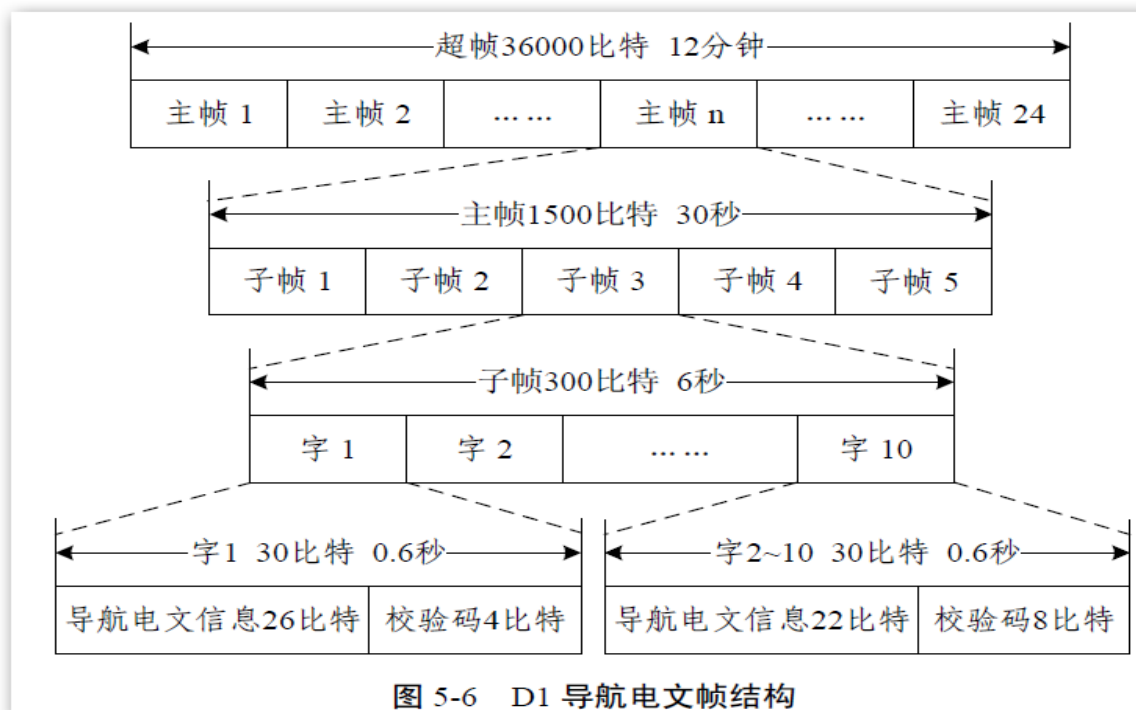 超帧36000比特 12分钟
主帧 1 主帧 2 …… 主帧 n …… 主帧 24
主帧1500比特 30秒
子帧 1 子帧 2 子帧 3 子帧 4 子帧 5
子帧300比特 6秒
字 1 字 2 …… 字 10
字1 30比特 0.6秒 字2~10 30比特 0.6秒
导航电文信息26比特 校验码4比特 导航电文信息22比特 校验码8比特
图 5-6 D1 导航电文帧结构